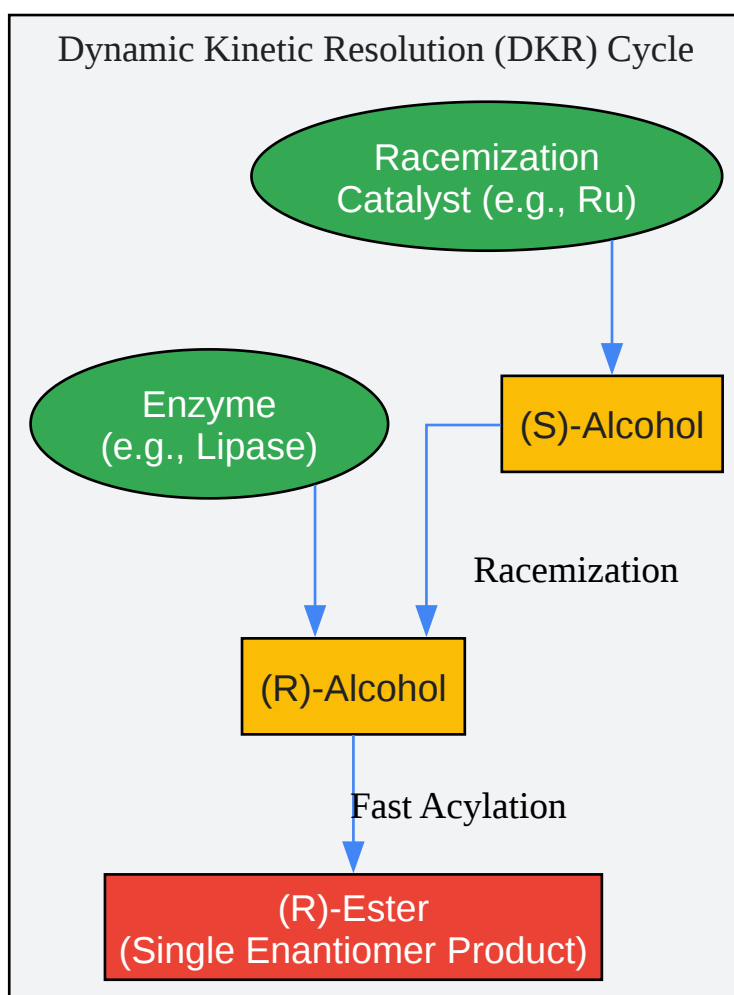 Dynamic Kinetic Resolution (DKR) Cycle
Racemization
Catalyst (e.g., Ru)
Enzyme
(e.g., Lipase)
(S)-Alcohol
Racemization
(R)-Alcohol
Fast Acylation
(R)-Ester
(Single Enantiomer Product)